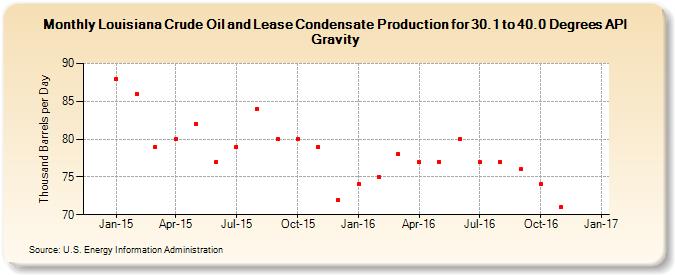 Monthly Louisiana Crude Oil and Lease Condensate Production for 30.1 to 40.0 Degrees API
Gravity
Thousand Barrels per Day
90
85
80
75
70
Jan-15 Apr-15 Jul-15 Oct-15 Jan-16 Apr-16 Jul-16 Oct-16 Jan-17
Source: U.S. Energy Information Administration